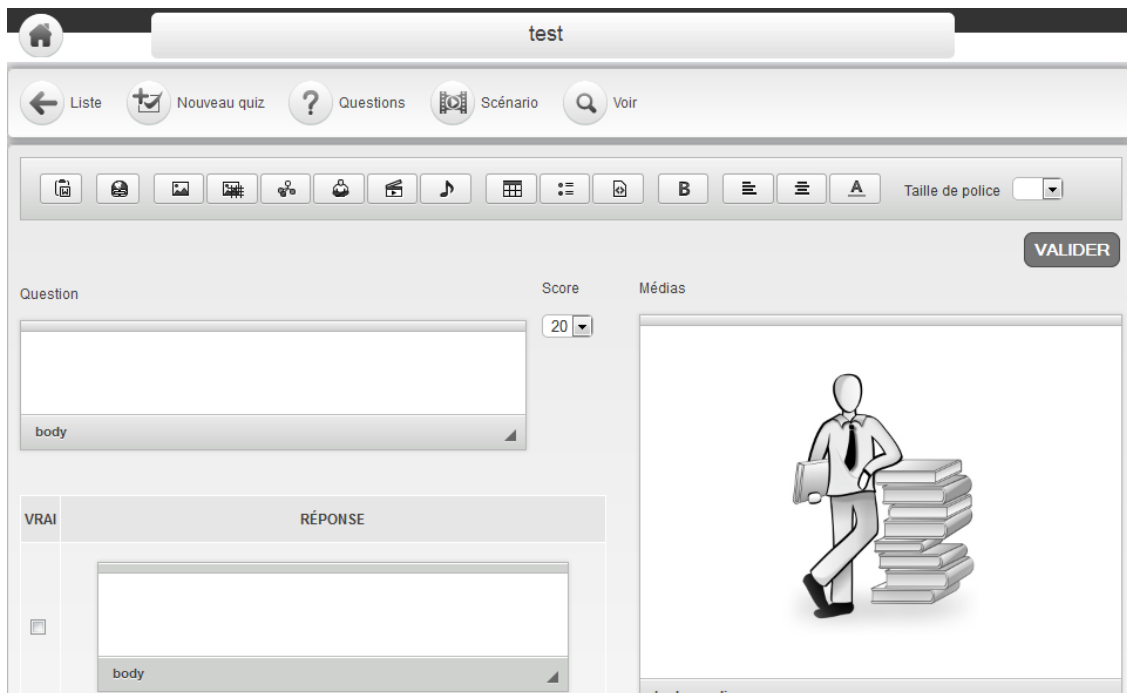 test
Liste Nouveau quiz Questions Scénario Voir
B A Taille de police
VALIDER
Question Score Médias
20
body
VRAI RÉPONSE
body